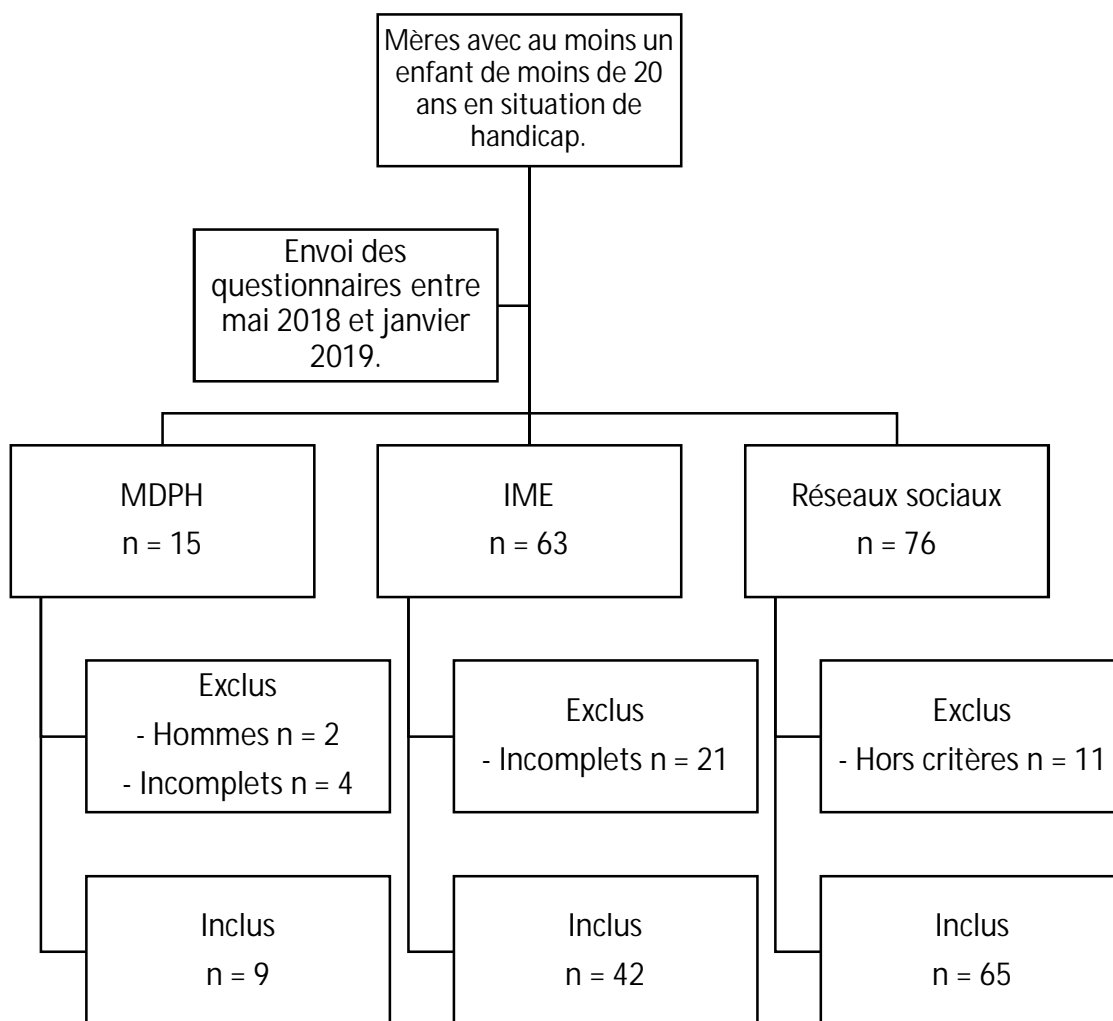 Mères avec au moins un
enfant de moins de 20
ans en situation de
handicap.
Envoi des
questionnaires entre
mai 2018 et janvier
2019.
MDPH
n = 15
IME
n = 63
Réseaux sociaux
n = 76
Exclus
- Hommes n = 2
- Incomplets n = 4
Exclus
- Incomplets n = 21
Exclus
- Hors critères n = 11
Inclus
n = 9
Inclus
n = 42
Inclus
n = 65